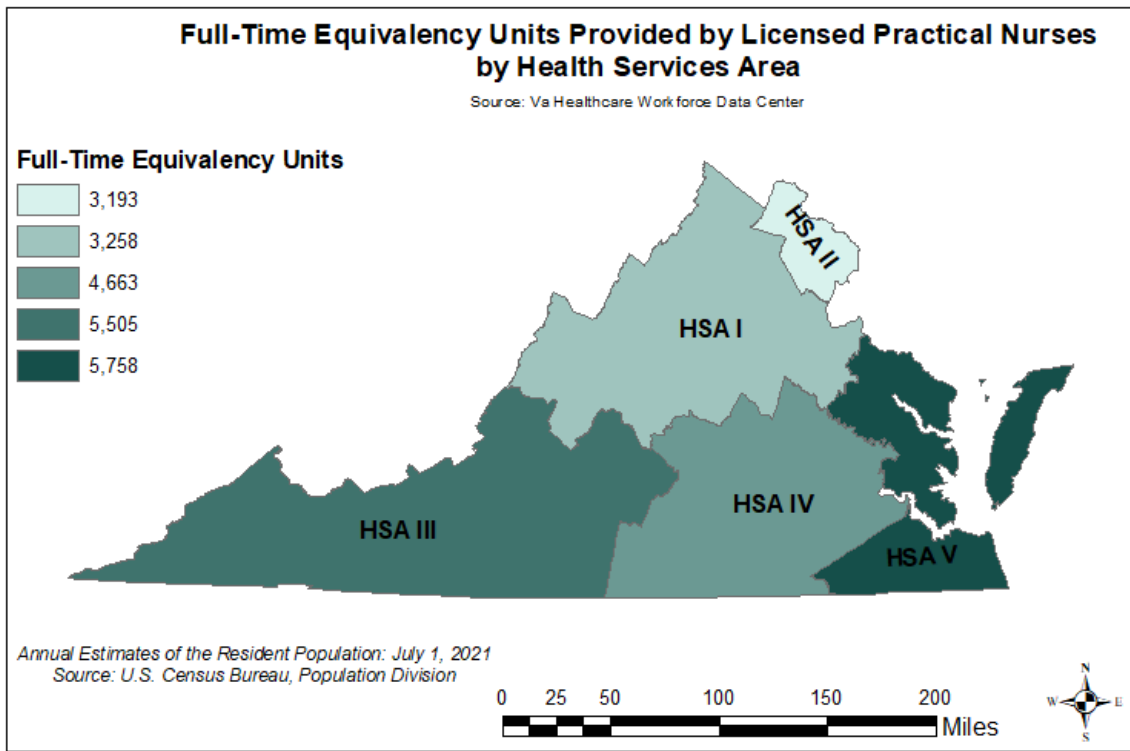 Full-Time Equivalency Units Provided by Licensed Practical Nurses
by Health Services Area
Source: Va Healthcare Workforce Data Center
Full-Time Equivalency Units
3,193
3,258
4,663
5,505
5,758
HSA II
HSA I
HSA IV
HSA III
HSA V
Annual Estimates of the Resident Population: July 1, 2021
Source: U.S. Census Bureau, Population Division
0 25 50 100 150 200
Miles
N
W E
S